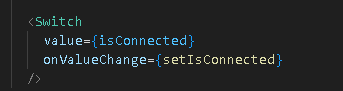 <Switch
value={isConnected}
onValueChange={setIsConnected}
/>